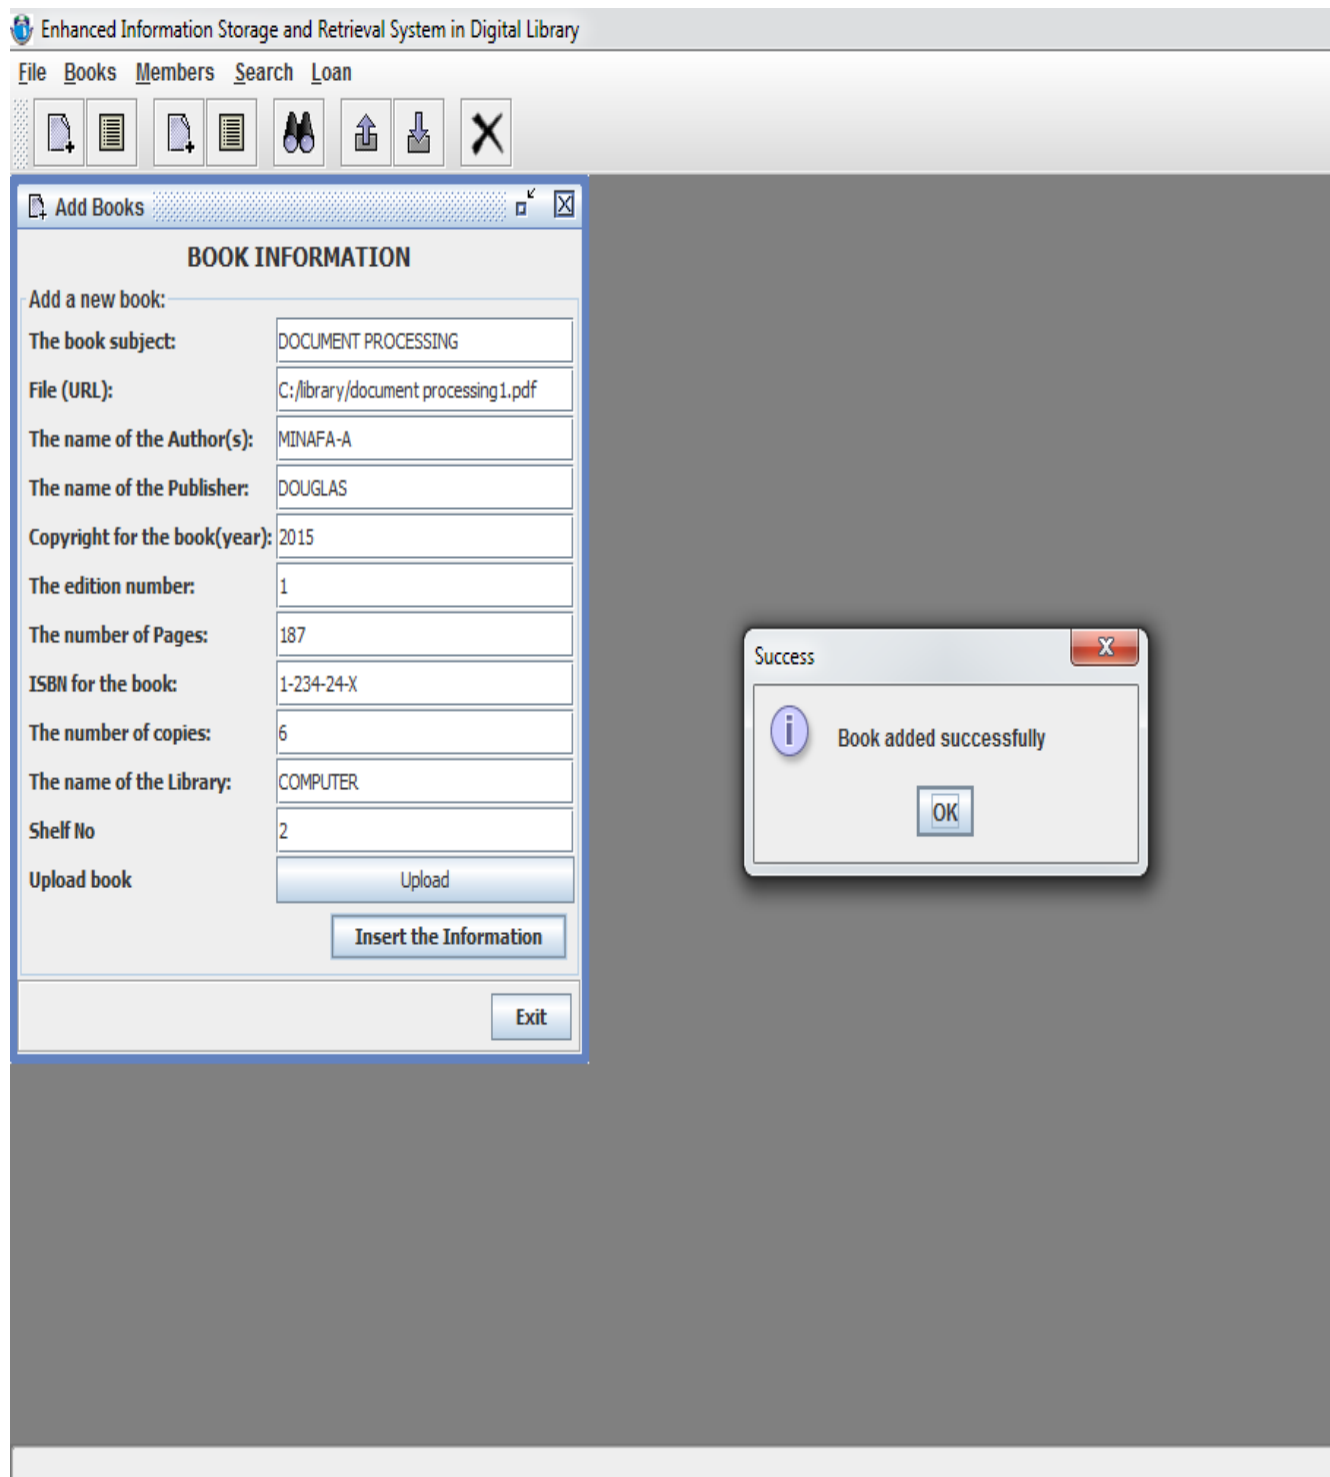 Enhanced Information Storage and Retrieval System in Digital Library
File Books Members Search Loan
Add Books
BOOK INFORMATION
Add a new book:
The book subject: DOCUMENT PROCESSING
File (URL): C:/library/document processing1.pdf
The name of the Author(s): MINAFA-A
The name of the Publisher: DOUGLAS
Copyright for the book(year): 2015
The edition number: 1
The number of Pages: 187
ISBN for the book: 1-234-24-X
The number of copies: 6
The name of the Library: COMPUTER
Shelf No 2
Upload book Upload
Insert the Information
Exit
Success
Book added successfully
OK